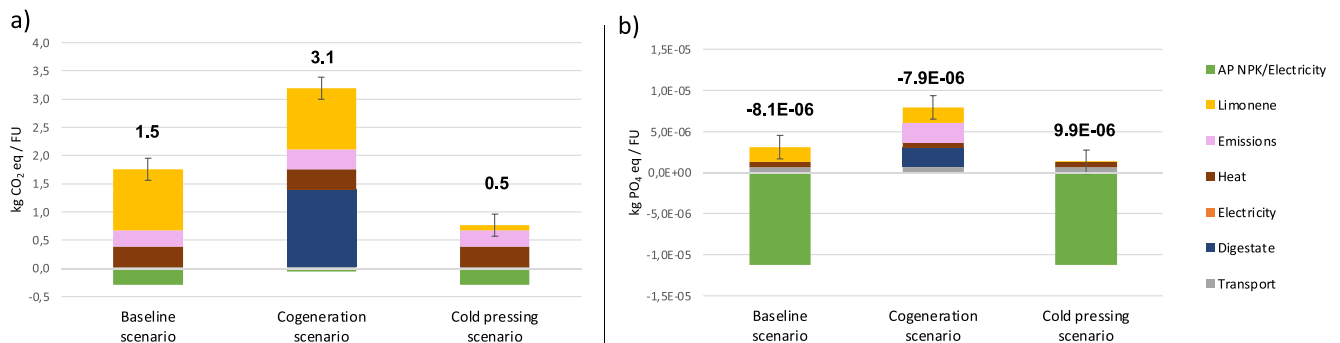 a)
kg CO₂ eq / FU
4,0
3,5
3,0
2,5
2,0
1,5
1,0
0,5
0,0
-0,5
1.5
3.1
0.5
Baseline
scenario
Cogeneration
scenario
Cold pressing
scenario
b)
kg PO₄ eq / FU
1,5E-05
1,0E-05
5,0E-06
0,0E+00
-5,0E-06
-1,0E-05
-1,5E-05
-8.1E-06
-7.9E-06
9.9E-06
Baseline
scenario
Cogeneration
scenario
Cold pressing
scenario
AP NPK/Electricity
Limonene
Emissions
Heat
Electricity
Digestate
Transport